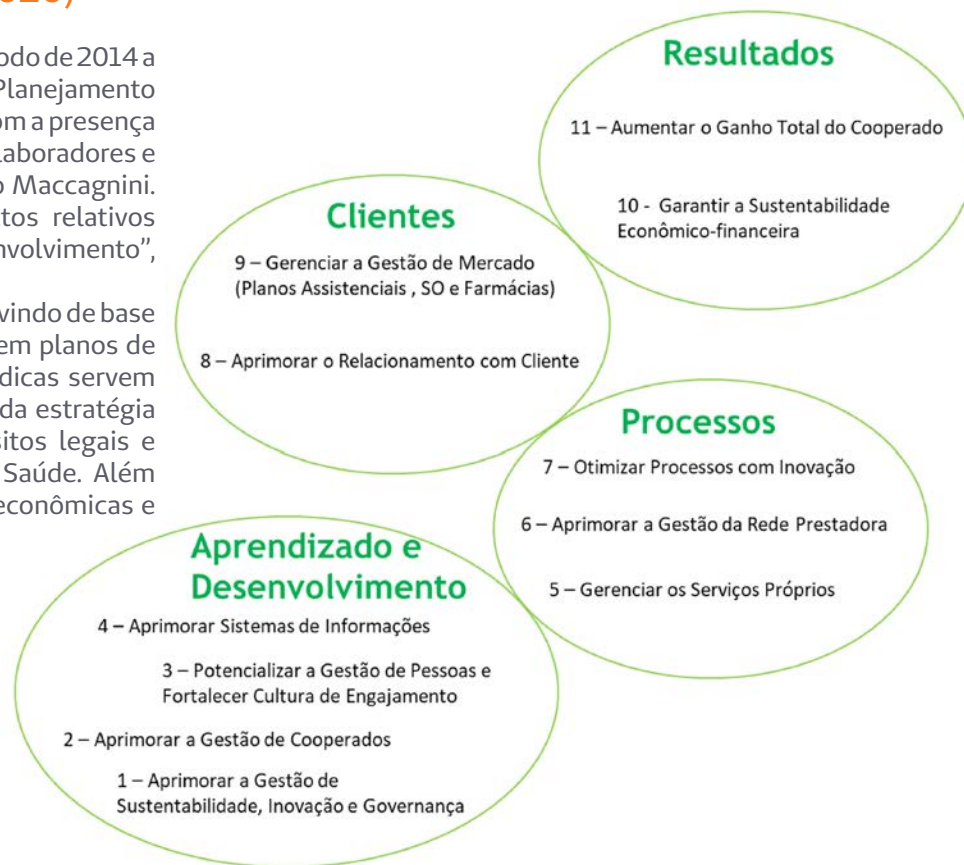 odo de 2014 a
Planejamento
om a presença
laboradores e
o Maccagnini.
tos relativos
nvolvimento”,
vindo de base
em planos de
dicas servem
da estratégia
sitos legais e
Saúde. Além
econômicas e
Resultados
11 – Aumentar o Ganho Total do Cooperado
10 - Garantir a Sustentabilidade
Econômico-financeira
Clientes
9 – Gerenciar a Gestão de Mercado
(Planos Assistenciais , SO e Farmácias)
8 – Aprimorar o Relacionamento com Cliente
Processos
7 – Otimizar Processos com Inovação
6 – Aprimorar a Gestão da Rede Prestadora
5 – Gerenciar os Serviços Próprios
Aprendizado e
Desenvolvimento
4 – Aprimorar Sistemas de Informações
3 – Potencializar a Gestão de Pessoas e
Fortalecer Cultura de Engajamento
2 – Aprimorar a Gestão de Cooperados
1 – Aprimorar a Gestão de
Sustentabilidade, Inovação e Governança